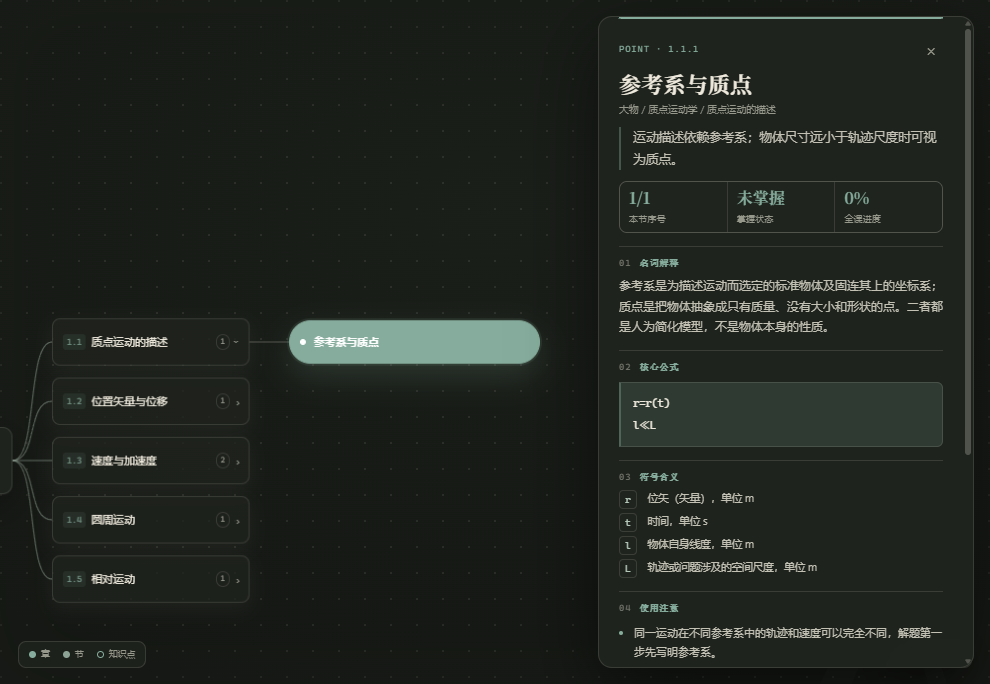 1.1 质点运动的描述 1
参考系与质点
1.2 位置矢量与位移 1
1.3 速度与加速度 2
1.4 圆周运动 1
1.5 相对运动 1
章 节 知识点
POINT · 1.1.1
×
参考系与质点
大物 / 质点运动学 / 质点运动的描述
运动描述依赖参考系；物体尺寸远小于轨迹尺度时可视
为质点。
1/1 未掌握 0%
本节序号 掌握状态 全课进度
01 名词解释
参考系是为描述运动而选定的标准物体及固连其上的坐标系；
质点是把物体抽象成只有质量、没有大小和形状的点。二者都
是人为简化模型，不是物体本身的性质。
02 核心公式
r=r(t)
l≪L
03 符号含义
r 位矢（矢量），单位 m
t 时间，单位 s
l 物体自身线度，单位 m
L 轨迹或问题涉及的空间尺度，单位 m
04 使用注意
同一运动在不同参考系中的轨迹和速度可以完全不同，解题第一
步先写明参考系。